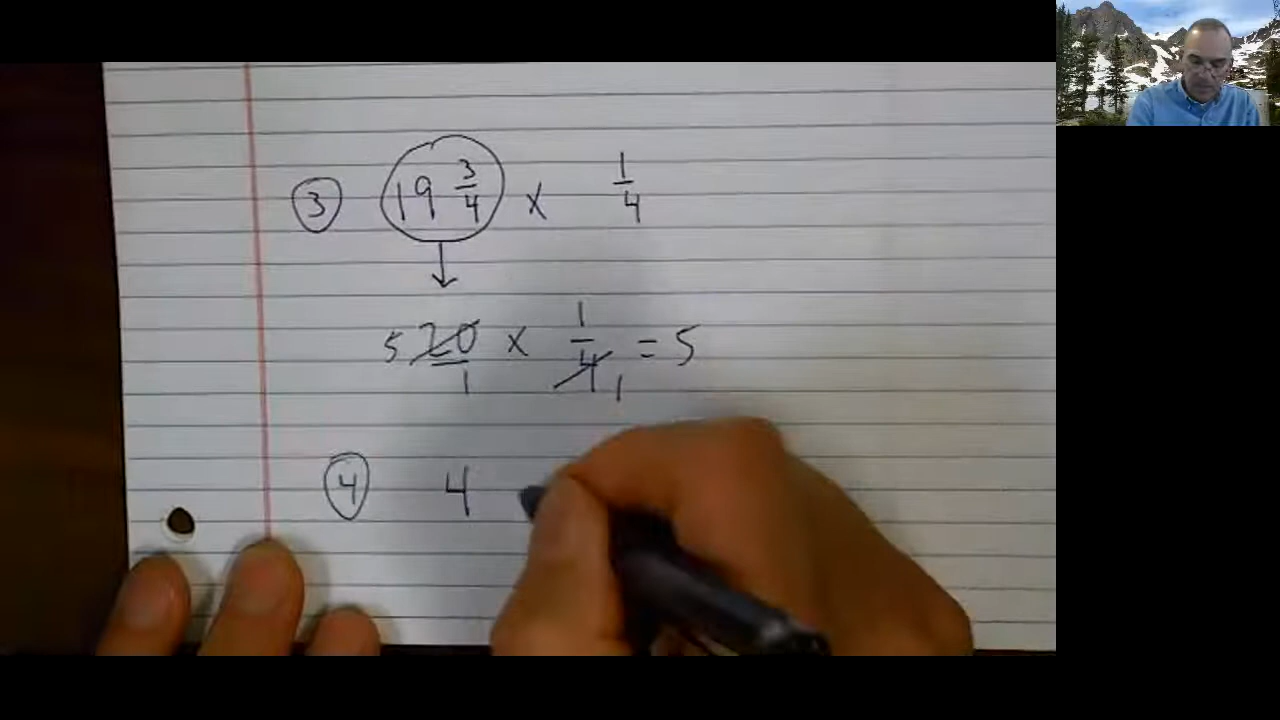 ③ 19 3/4 x 1/4
↓
5 20/1 x 1/4 1 = 5
④ 4